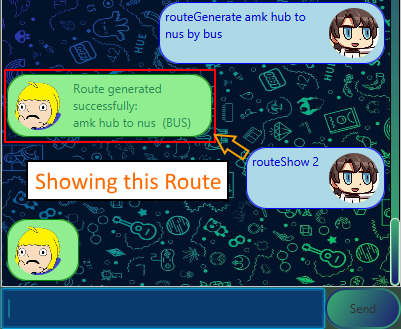 routeGenerate amk hub to
nus by bus
Route generated
successfully:
amk hub to nus  (BUS)
routeShow 2
Showing this Route
Send